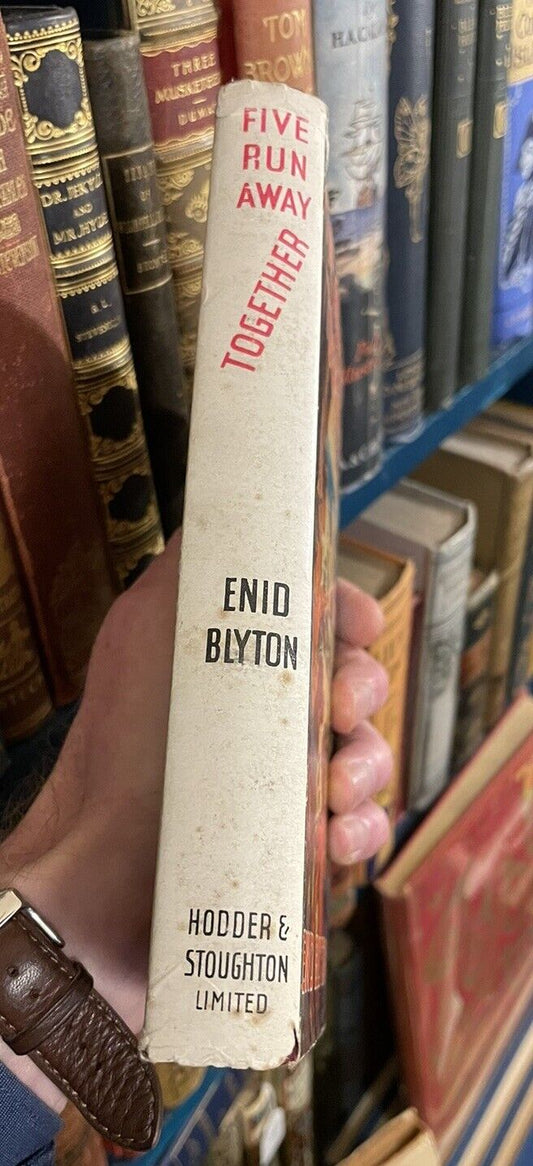 FIVE
RUN
AWAY
TOGETHER
ENID
BLYTON
HODDER &
STOUGHTON
LIMITED
THREE
MUSKETEERS
DUMAS
TOM
BROWN
DR. JEKYLL
AND
MR. HYDE
R. L.
STEVENSON